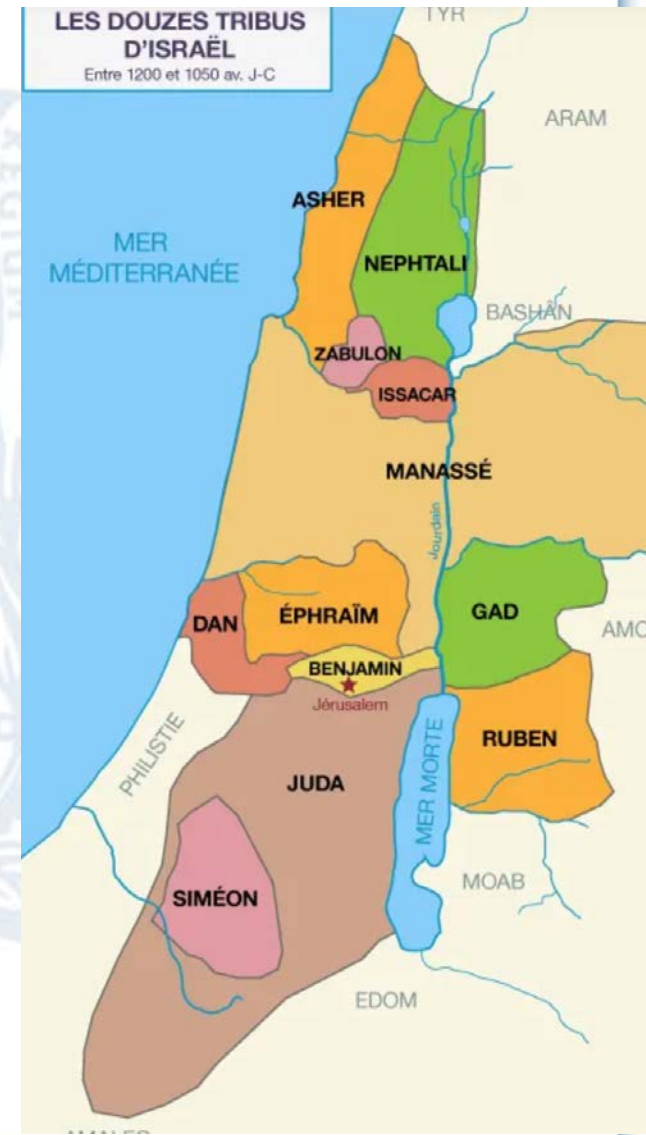 LES DOUZES TRIBUS
D'ISRAËL
Entre 1200 et 1050 av. J-C
TYR
ARAM
ASHER
MER
MÉDITERRANÉE
NEPHTALI
BASHÂN
ZABULON
ISSACAR
MANASSÉ
Jourdain
DAN
ÉPHRAÏM
GAD
AMO
BENJAMIN
Jérusalem
RUBEN
PHILISTIE
JUDA
MER MORTE
SIMÉON
MOAB
EDOM